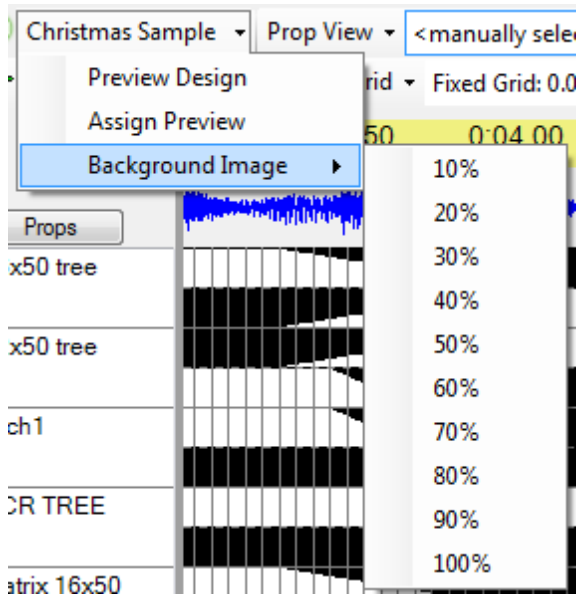 Christmas Sample Prop View <manually sele
Preview Design
rid Fixed Grid: 0.0
Assign Preview
50 0:04.00
Background Image
10%
20%
Props
30%
x50 tree
40%
50%
x50 tree
60%
70%
ch1
80%
CR TREE
90%
100%
atrix 16x50